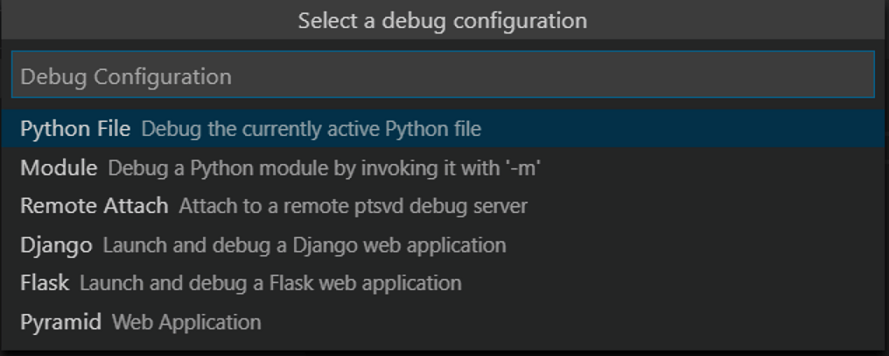 Select a debug configuration
Debug Configuration
Python File Debug the currently active Python file
Module Debug a Python module by invoking it with '-m'
Remote Attach Attach to a remote ptsvd debug server
Django Launch and debug a Django web application
Flask Launch and debug a Flask web application
Pyramid Web Application